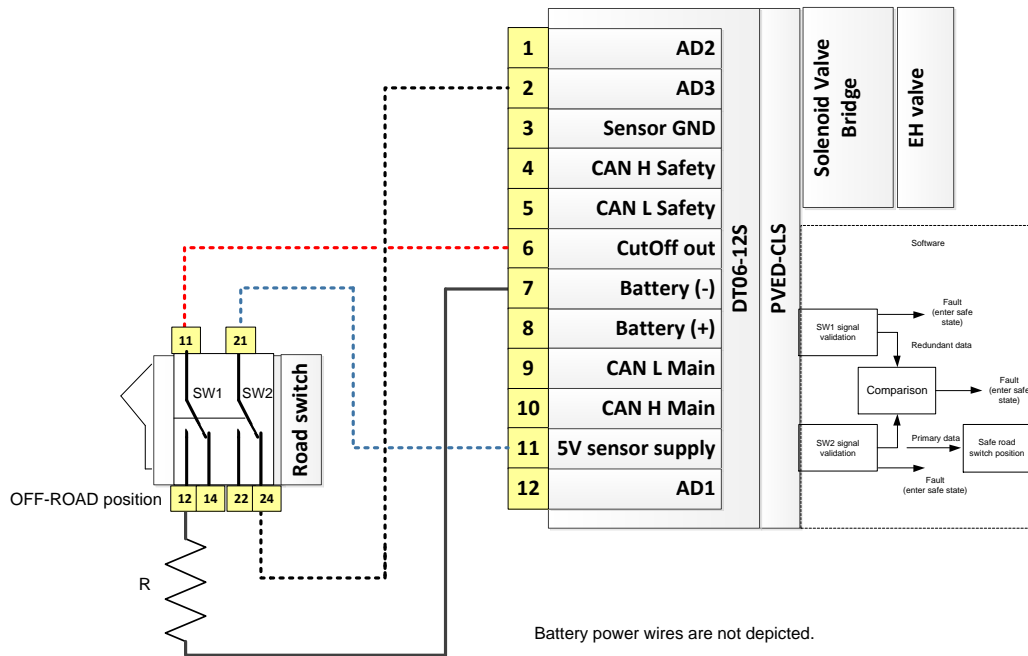 1
AD2
2
AD3
3
Sensor GND
4
CAN H Safety
5
CAN L Safety
6
CutOff out
7
Battery (-)
8
Battery (+)
9
CAN L Main
10
CAN H Main
11
5V sensor supply
12
AD1
DT06-12S
PVED-CLS
Solenoid Valve
Bridge
EH valve
Software
SW1 signal
validation
Fault
(enter safe
state)
Redundant data
Comparison
Fault
(enter safe
state)
SW2 signal
validation
Primary data
Safe road
switch position
Fault
(enter safe state)
11
21
SW1
SW2
Road switch
OFF-ROAD position
12
14
22
24
R
Battery power wires are not depicted.